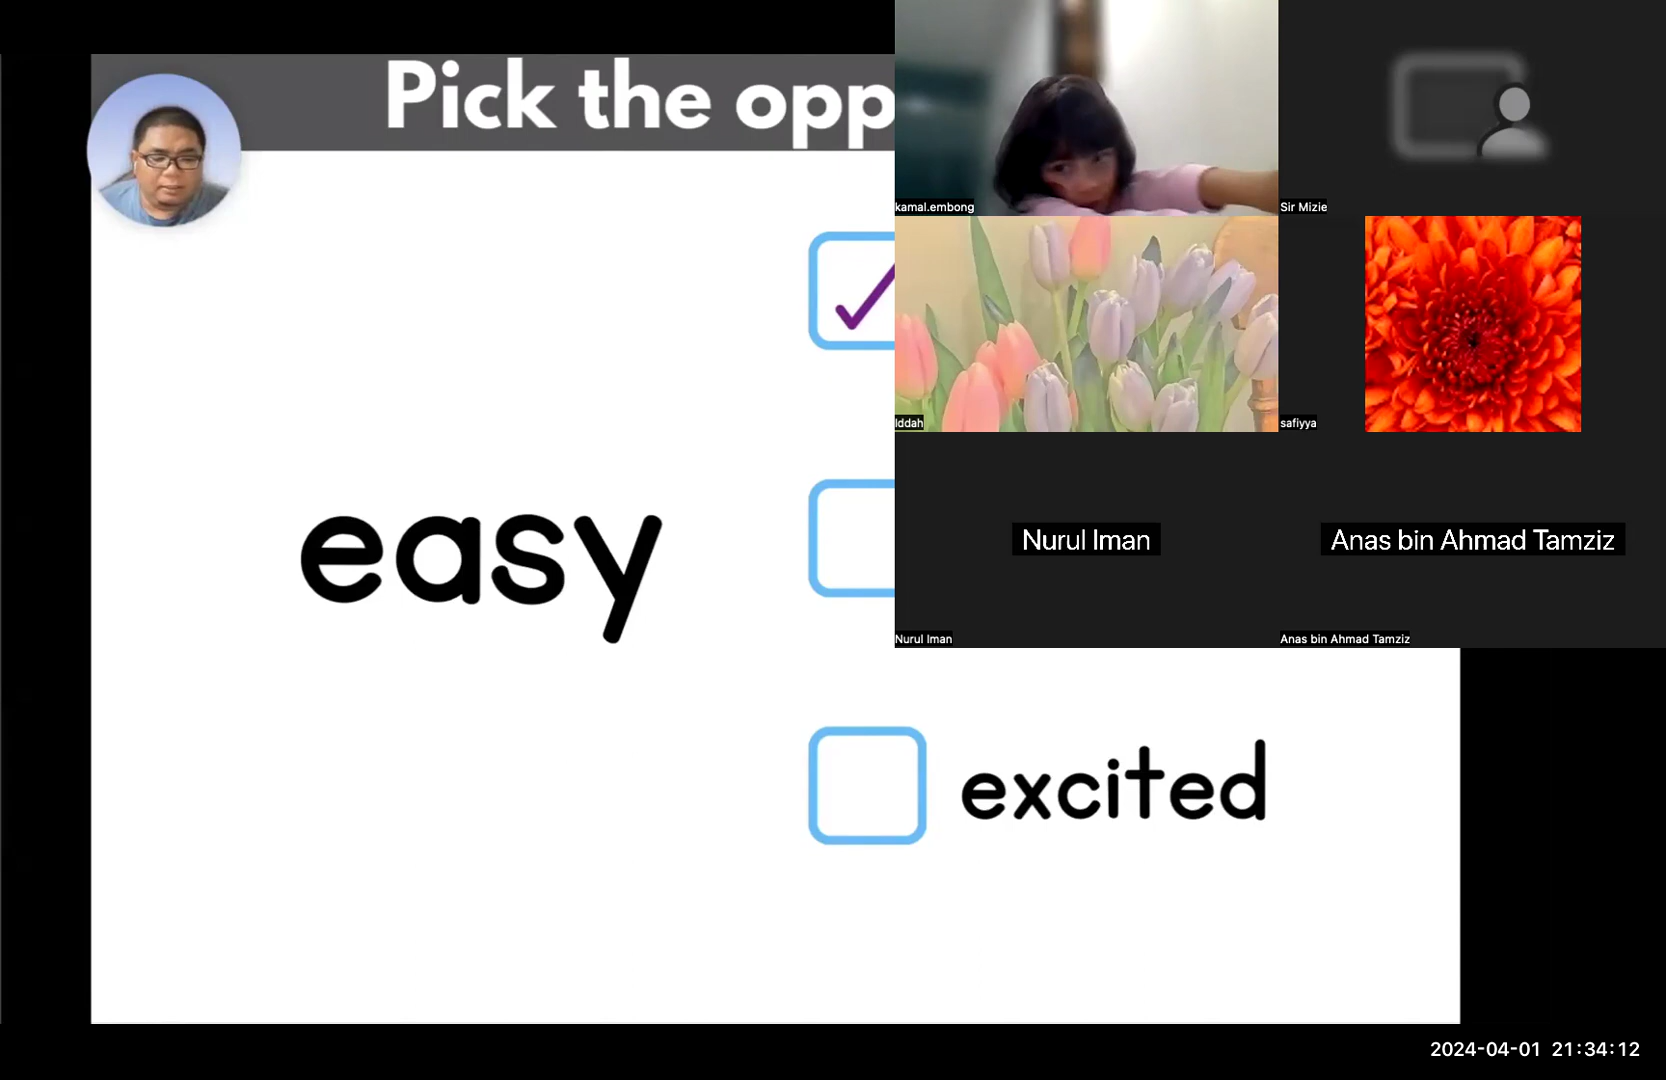 Pick the opp
easy
excited
kamal.embong
Sir Mizie
Iddah
safiyya
Nurul Iman
Anas bin Ahmad Tamziz
Nurul Iman
Anas bin Ahmad Tamziz
2024-04-01 21:34:12